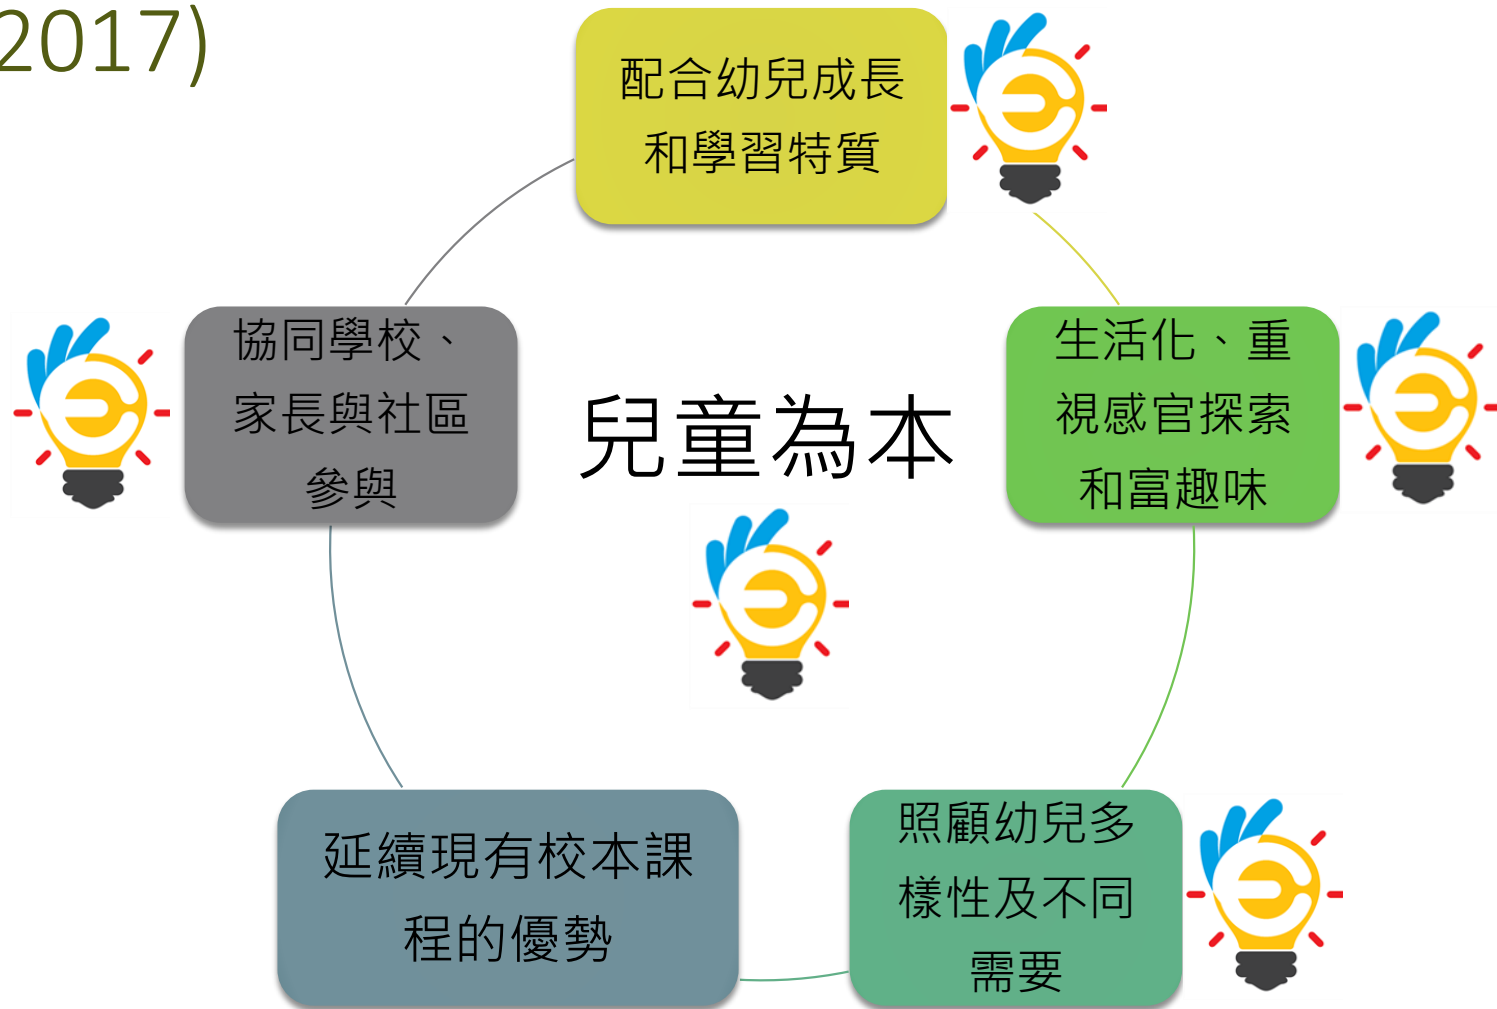 2017)
配合幼兒成長
和學習特質
協同學校、
家長與社區
參與
兒童為本
生活化、重
視感官探索
和富趣味
延續現有校本課
程的優勢
照顧幼兒多
樣性及不同
需要